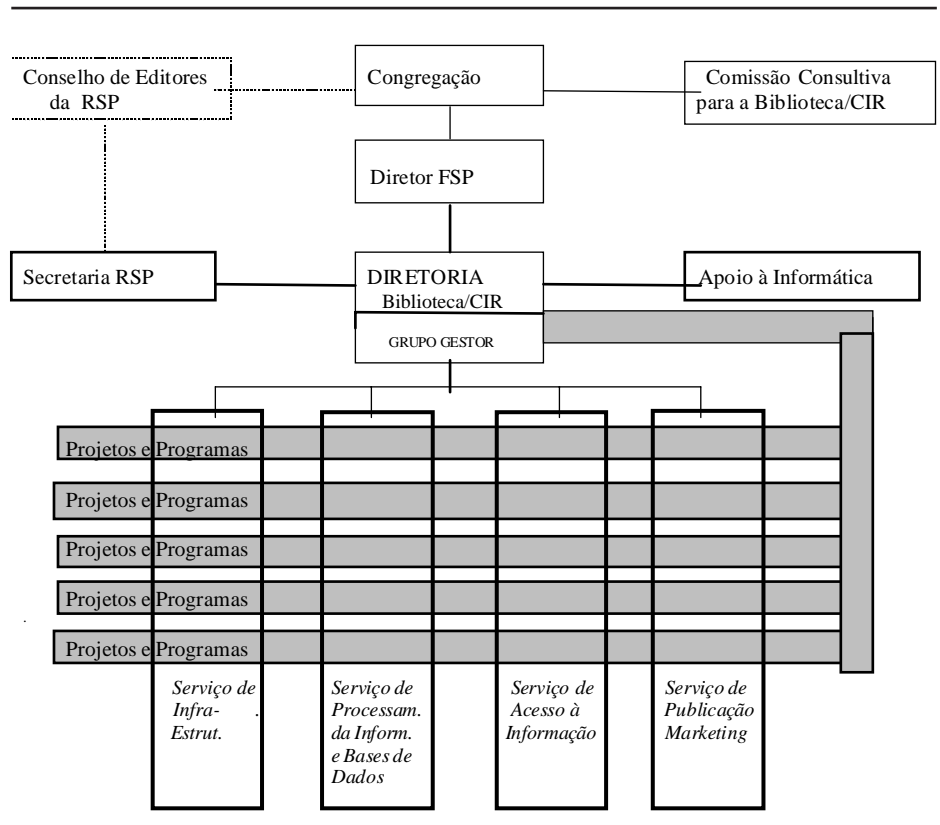 Conselho de Editores
da RSP
Congregação
Comissão Consultiva
para a Biblioteca/CIR
Diretor FSP
Secretaria RSP
DIRETORIA
Biblioteca/CIR
GRUPO GESTOR
Apoio à Informática
Projetos e Programas
Projetos e Programas
Projetos e Programas
Projetos e Programas
Projetos e Programas
Serviço de
Infra- .
Estrut.
Serviço de
Processam.
da Inform.
e Bases de
Dados
Serviço de
Acesso à
Informação
Serviço de
Publicação
Marketing